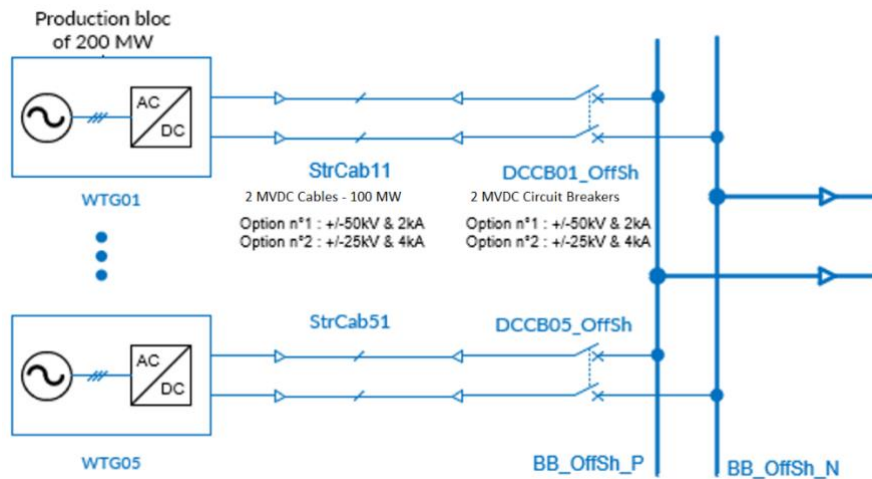 Production bloc
of 200 MW
AC
DC
WTG01
StrCab11
2 MVDC Cables - 100 MW
Option n°1 : +/-50kV & 2kA
Option n°2 : +/-25kV & 4kA
DCCB01_OffSh
2 MVDC Circuit Breakers
Option n°1 : +/-50kV & 2kA
Option n°2 : +/-25kV & 4kA
StrCab51
DCCB05_OffSh
AC
DC
WTG05
BB_OffSh_P
BB_OffSh_N